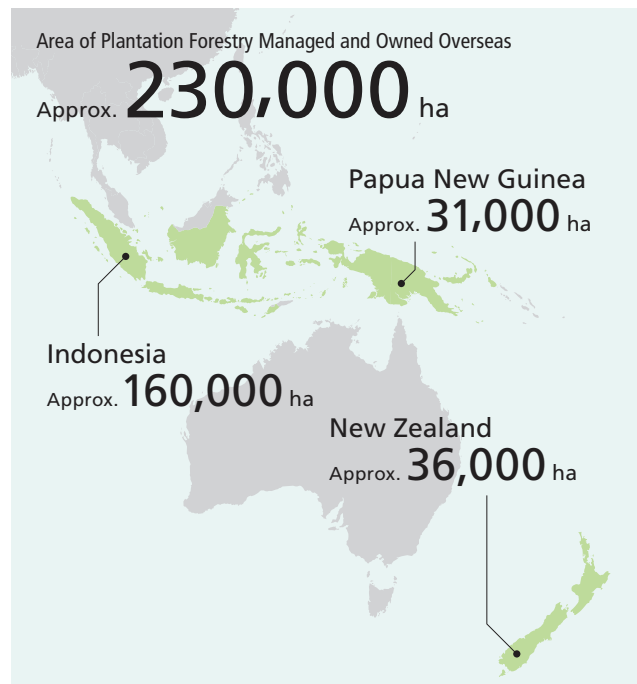 Area of Plantation Forestry Managed and Owned Overseas
Approx. 230,000 ha
Papua New Guinea
Approx. 31,000 ha
Indonesia
Approx. 160,000 ha
New Zealand
Approx. 36,000 ha